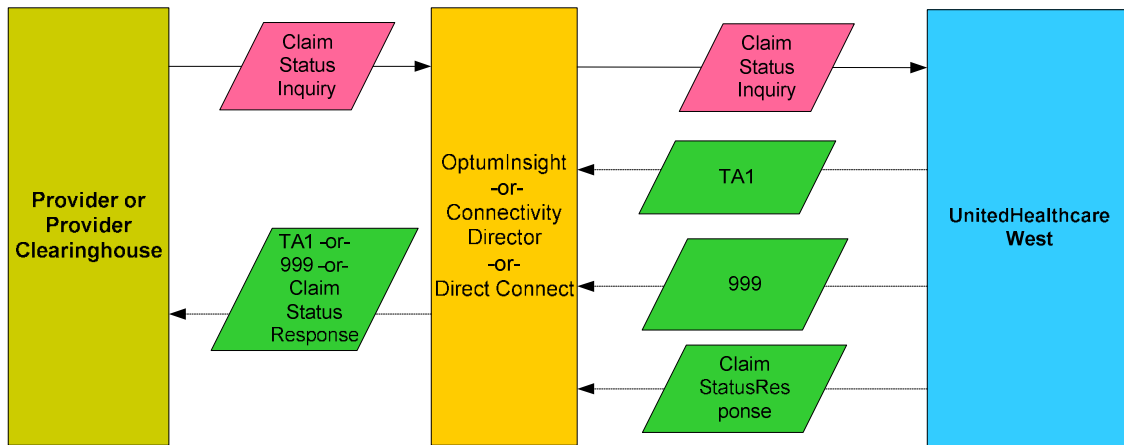 Provider or
Provider
Clearinghouse
Claim
Status
Inquiry
TA1 -or-
999 -or-
Claim
Status
Response
OptumInsight
-or-
Connectivity
Director
-or-
Direct Connect
Claim
Status
Inquiry
TA1
999
Claim
StatusRes
ponse
UnitedHealthcare
West